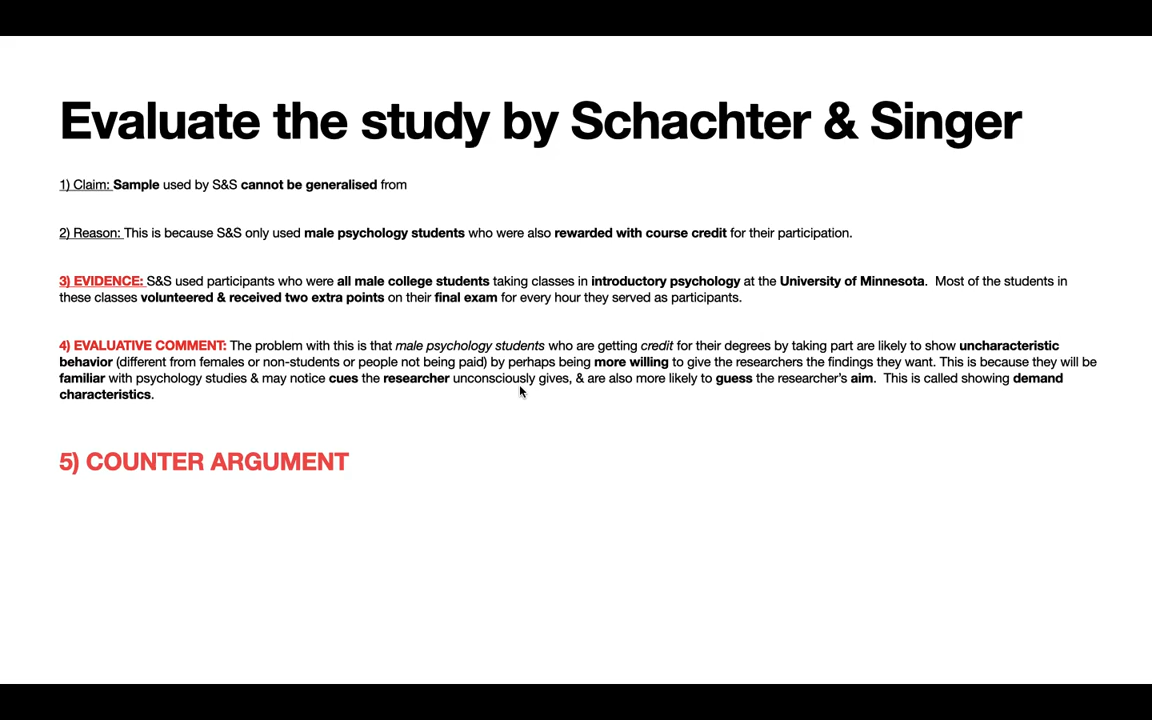 Evaluate the study by Schachter & Singer
1) Claim: Sample used by S&S cannot be generalised from
2) Reason: This is because S&S only used male psychology students who were also rewarded with course credit for their participation.
3) EVIDENCE: S&S used participants who were all male college students taking classes in introductory psychology at the University of Minnesota.  Most of the students in
these classes volunteered & received two extra points on their final exam for every hour they served as participants.
4) EVALUATIVE COMMENT: The problem with this is that male psychology students who are getting credit for their degrees by taking part are likely to show uncharacteristic
behavior (different from females or non-students or people not being paid) by perhaps being more willing to give the researchers the findings they want. This is because they will be
familiar with psychology studies & may notice cues the researcher unconsciously gives, & are also more likely to guess the researcher's aim.  This is called showing demand
characteristics.
5) COUNTER ARGUMENT